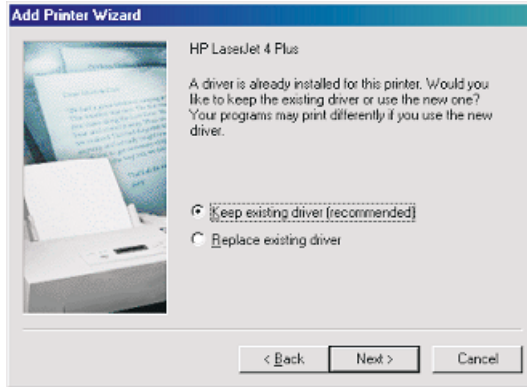 Add Printer Wizard
HP LaserJet 4 Plus
A driver is already installed for this printer. Would you
like to keep the existing driver or use the new one?
Your programs may print differently if you use the new
driver.
Keep existing driver (recommended)
Replace existing driver
< Back
Next >
Cancel